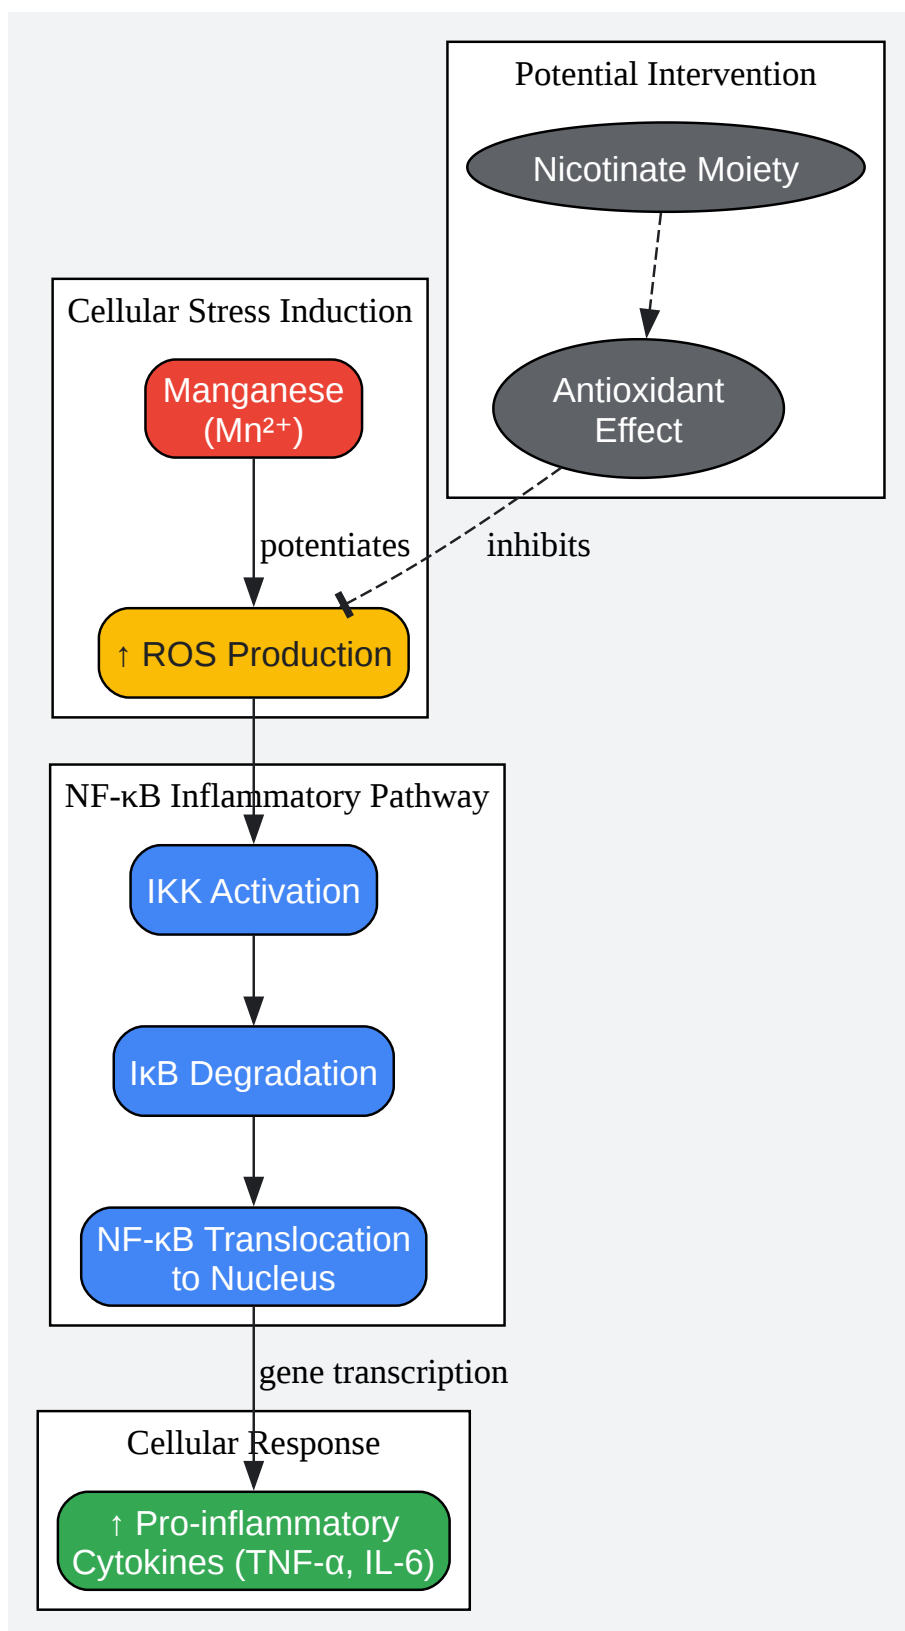 Potential Intervention
Nicotinate Moiety
Cellular Stress Induction
Manganese
(Mn²⁺)
Antioxidant
Effect
potentiates
inhibits
↑ ROS Production
NF-κB Inflammatory Pathway
IKK Activation
IκB Degradation
NF-κB Translocation
to Nucleus
gene transcription
Cellular Response
↑ Pro-inflammatory
Cytokines (TNF-α, IL-6)